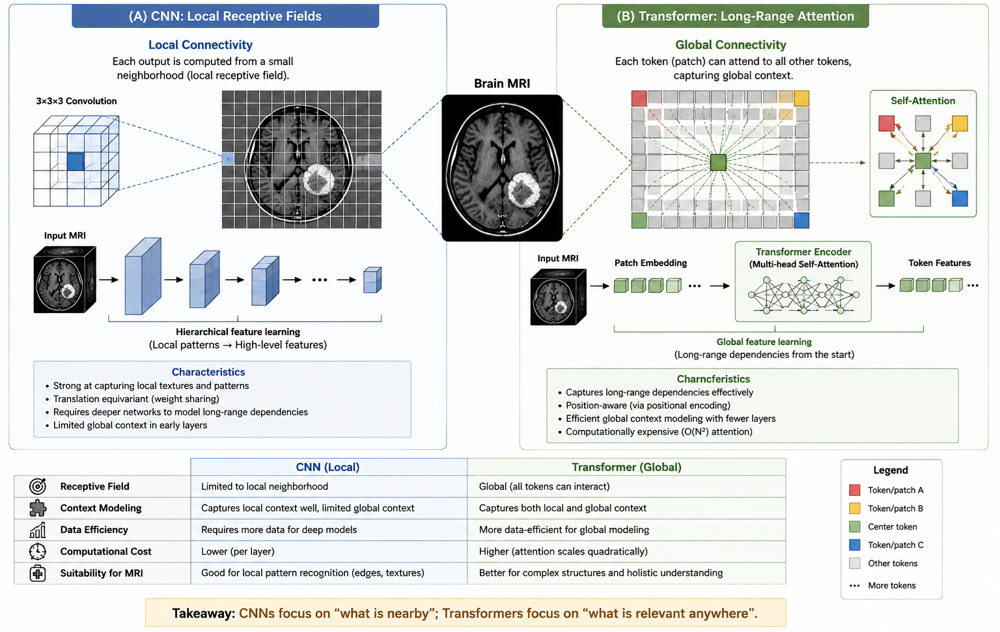 (A) CNN: Local Receptive Fields
Local Connectivity
Each output is computed from a small
neighborhood (local receptive field).
3×3×3 Convolution
Input MRI
Hierarchical feature learning
(Local patterns → High-level features)
Characteristics
• Strong at capturing local textures and patterns
• Translation equivariant (weight sharing)
• Requires deeper networks to model long-range dependencies
• Limited global context in early layers
Brain MRI
(B) Transformer: Long-Range Attention
Global Connectivity
Each token (patch) can attend to all other tokens,
capturing global context.
Self-Attention
Input MRI
Patch Embedding
Transformer Encoder
(Multi-head Self-Attention)
Token Features
Global feature learning
(Long-range dependencies from the start)
Charncferistics
• Captures long-range dependencies effectively
• Position-aware (via positional encoding)
• Efficient global context modeling with fewer layers
• Computationally expensive (O(N²) attention)
CNN (Local) Transformer (Global)
Receptive Field Limited to local neighborhood Global (all tokens can interact)
Context Modeling Captures local context well, limited global context Captures both local and global context
Data Efficiency Requires more data for deep models More data-efficient for global modeling
Computational Cost Lower (per layer) Higher (attention scales quadratically)
Suitability for MRI Good for local pattern recognition (edges, textures) Better for complex structures and holistic understanding
Legend
Token/patch A
Token/patch B
Center token
Token/patch C
Other tokens
••• More tokens
Takeaway: CNNs focus on “what is nearby”; Transformers focus on “what is relevant anywhere”.